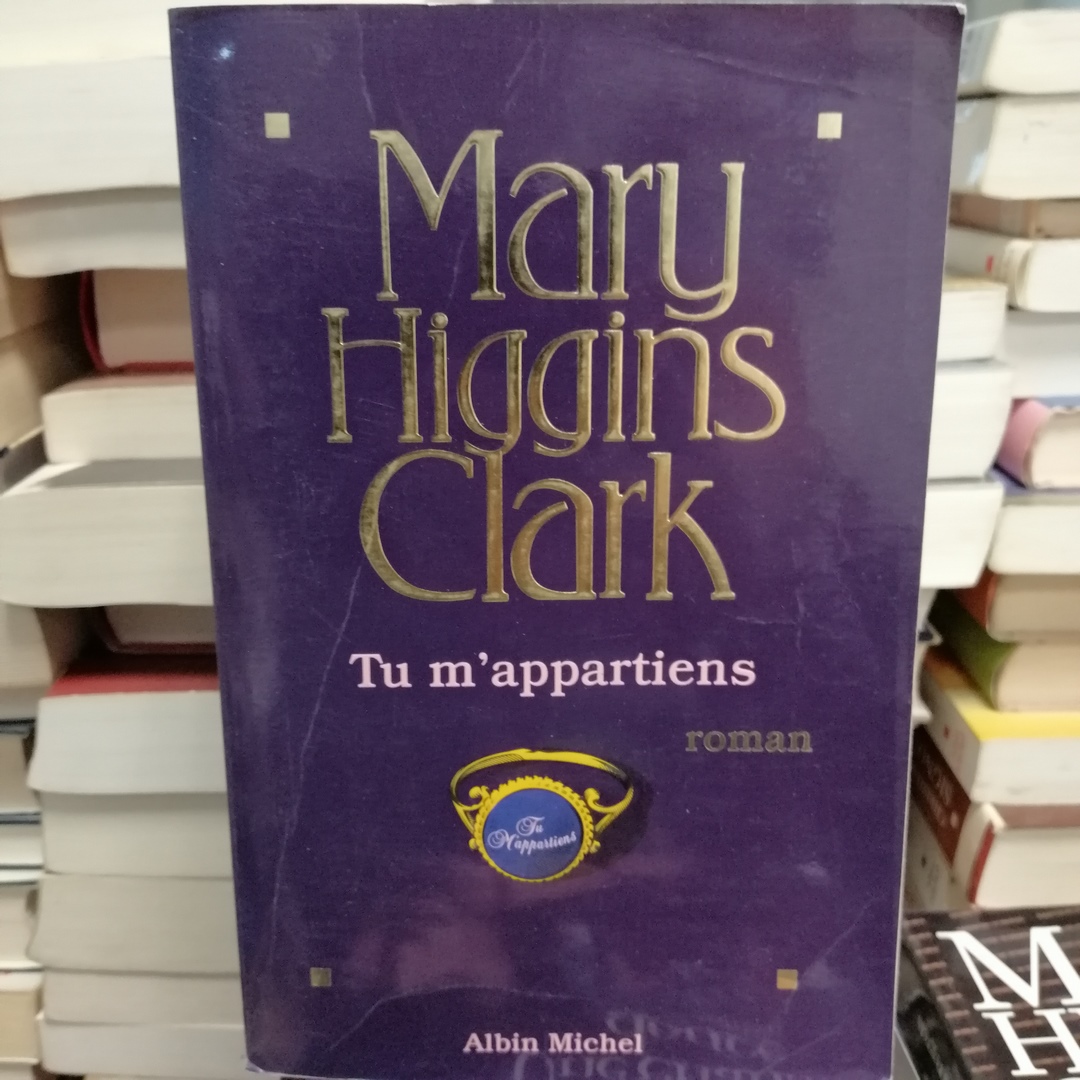 Mary
Higgins
Clark
Tu m'appartiens
roman
Tu
M'appartiens
Albin Michel
M
H